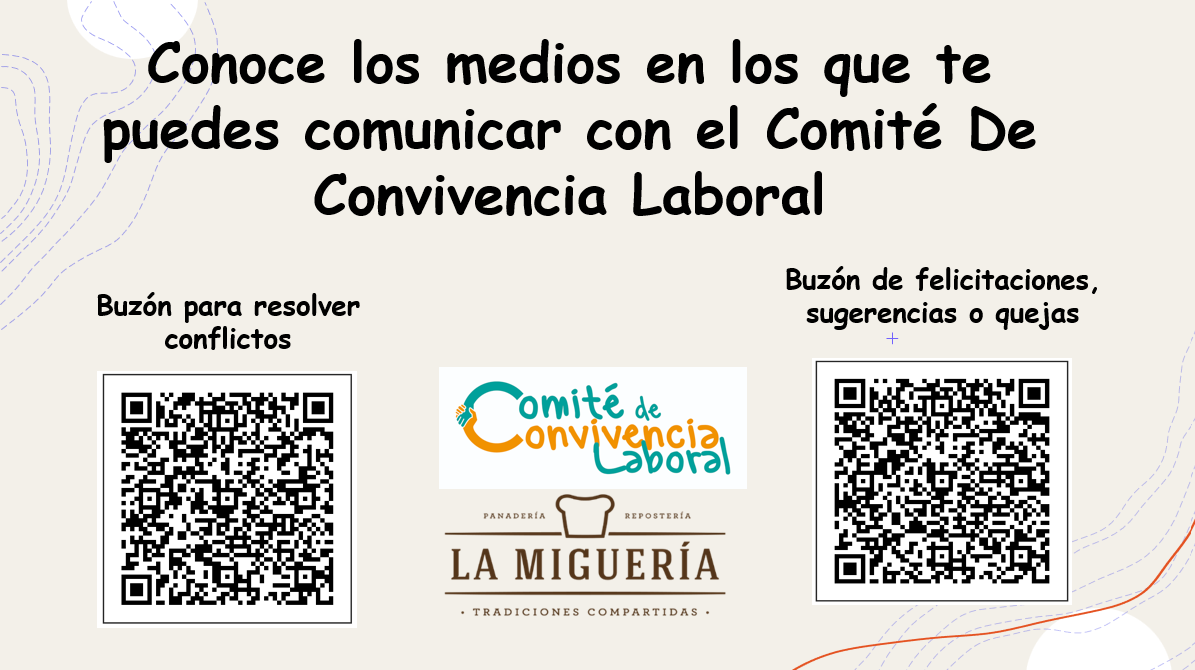 Conoce los medios en los que te
puedes comunicar con el Comité De
Convivencia Laboral
Buzón para resolver
conflictos
Buzón de felicitaciones,
sugerencias o quejas
Comité de
Convivencia
Laboral
PANADERÍA REPOSTERÍA
LA MIGUERÍA
• TRADICIONES COMPARTIDAS •